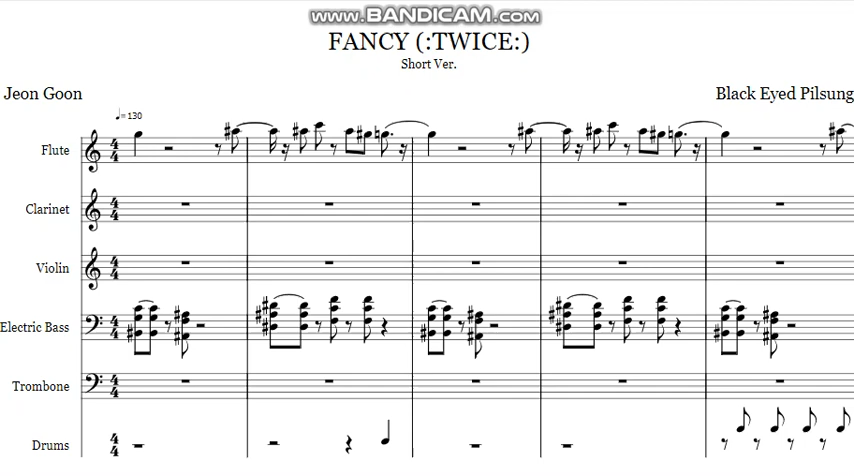 www.BANDICAM.com
FANCY (:TWICE:)
Short Ver.
Jeon Goon
Black Eyed Pilsung
♩=130
Flute
Clarinet
Violin
Electric Bass
Trombone
Drums